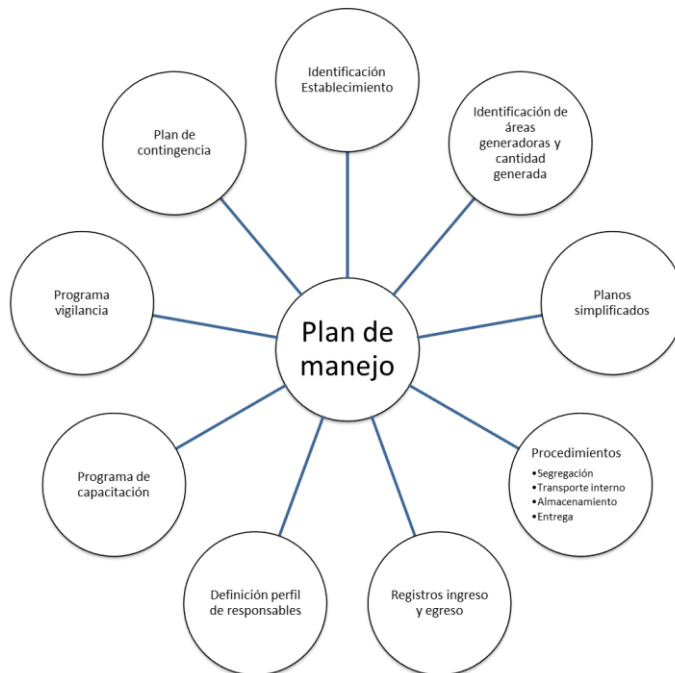 Identificación
Establecimiento
Identificación de
áreas
generadoras y
cantidad
generada
Planos
simplificados
Procedimientos
•Segregación
•Transporte interno
•Almacenamiento
•Entrega
Registros ingreso
y egreso
Definición perfil
de responsables
Programa de
capacitación
Programa
vigilancia
Plan de
contingencia
Plan de
manejo